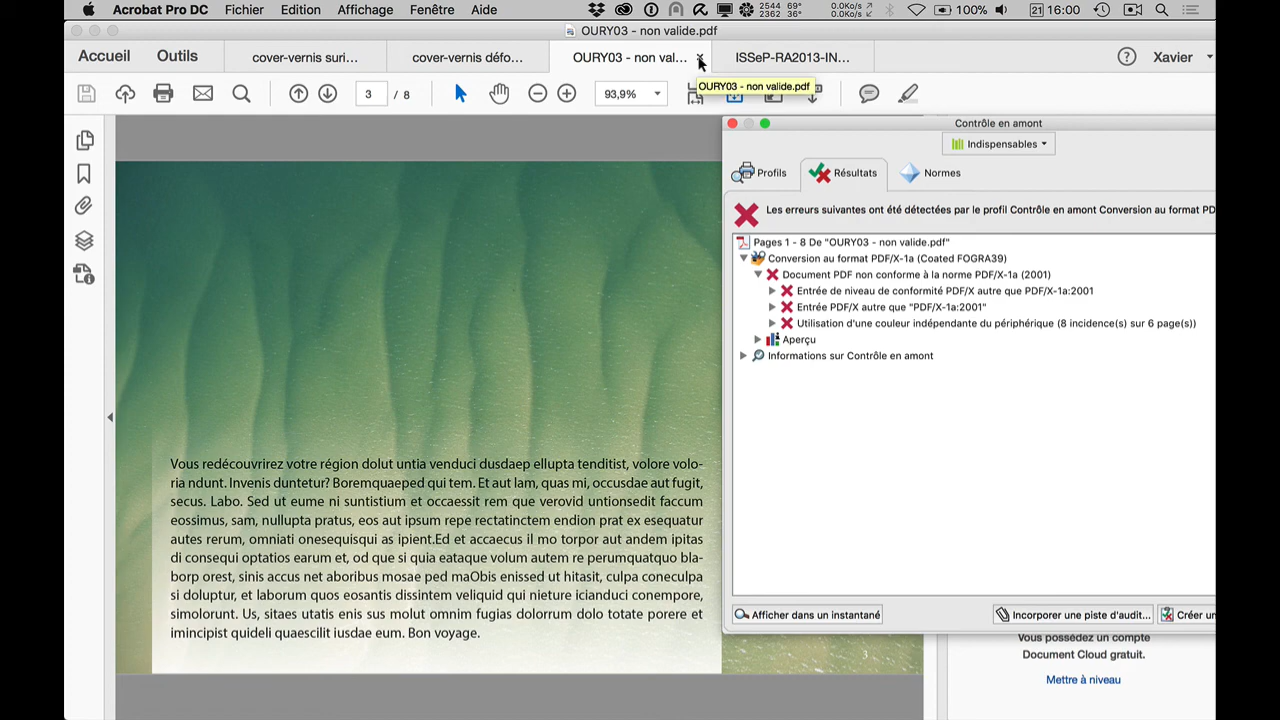 Acrobat Pro DC Fichier Edition Affichage Fenêtre Aide 2544 69° 0.0Ko/s 100% 21 16:00
2362 36° 0.0Ko/s
OURY03 - non valide.pdf
Accueil Outils cover-vernis suri... cover-vernis défo... OURY03 - non val... × ISSeP-RA2013-IN... Xavier
3 / 8 93,9%
OURY03 - non valide.pdf
Contrôle en amont
Indispensables
Profils Résultats Normes
Les erreurs suivantes ont été détectées par le profil Contrôle en amont Conversion au format PD
Pages 1 - 8 De "OURY03 - non valide.pdf"
Conversion au format PDF/X-1a (Coated FOGRA39)
Document PDF non conforme à la norme PDF/X-1a (2001)
Entrée de niveau de conformité PDF/X autre que PDF/X-1a:2001
Entrée PDF/X autre que "PDF/X-1a:2001"
Utilisation d'une couleur indépendante du périphérique (8 incidence(s) sur 6 page(s))
Aperçu
Informations sur Contrôle en amont
Vous redécouvrirez votre région dolut untia venduci dusdaep ellupta tenditist, volore volo-
ria ndunt. Invenis duntetur? Boremquaeped qui tem. Et aut lam, quas mi, occusdae aut fugit,
secus. Labo. Sed ut eume ni suntistium et occaessit rem que verovid untionsedit faccum
eossimus, sam, nullupta pratus, eos aut ipsum repe rectatinctem endion prat ex esequatur
autes rerum, omniati onesequisqui as ipient.Ed et accaecus il mo torpor aut andem ipitas
di consequi optatios earum et, od que si quia eataque volum autem re perumquatquo bla-
borp orest, sinis accus net aboribus mosae ped maObis enissed ut hitasit, culpa coneculpa
si doluptur, et laborum quos eosantis dissintem veliquid qui nieture icianduci conempore,
simolorunt. Us, sitaes utatis enis sus molut omnim fugias dolorrum dolo totate porere et
imincipist quideli quaescilit iusdae eum. Bon voyage.
3
Afficher dans un instantané Incorporer une piste d'audit... Créer un
Vous possédez un compte
Document Cloud gratuit.
Mettre à niveau